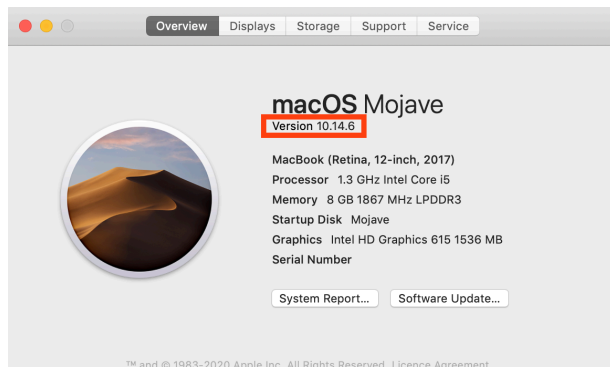 Overview Displays Storage Support Service
macOS Mojave
Version 10.14.6
MacBook (Retina, 12-inch, 2017)
Processor 1.3 GHz Intel Core i5
Memory 8 GB 1867 MHz LPDDR3
Startup Disk Mojave
Graphics Intel HD Graphics 615 1536 MB
Serial Number
System Report... Software Update...
™ and © 1983-2020 Apple Inc. All Rights Reserved. Licence Agreement